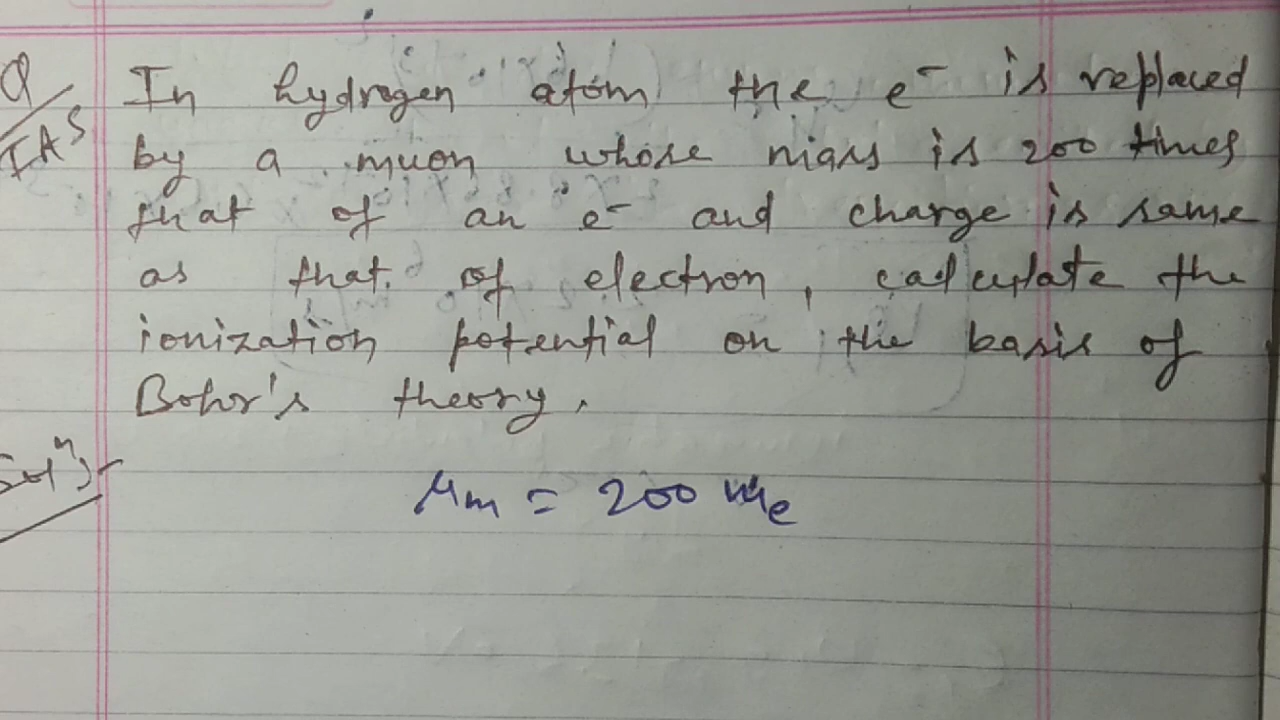 Q/IAS
In hydrogen atom the e⁻ is replaced
by a muon whose mass is 200 times
that of an e⁻ and charge is same
as that of electron, calculate the
ionization potential on the basis of
Bohr's theory.
Solⁿ:-
μm = 200 me